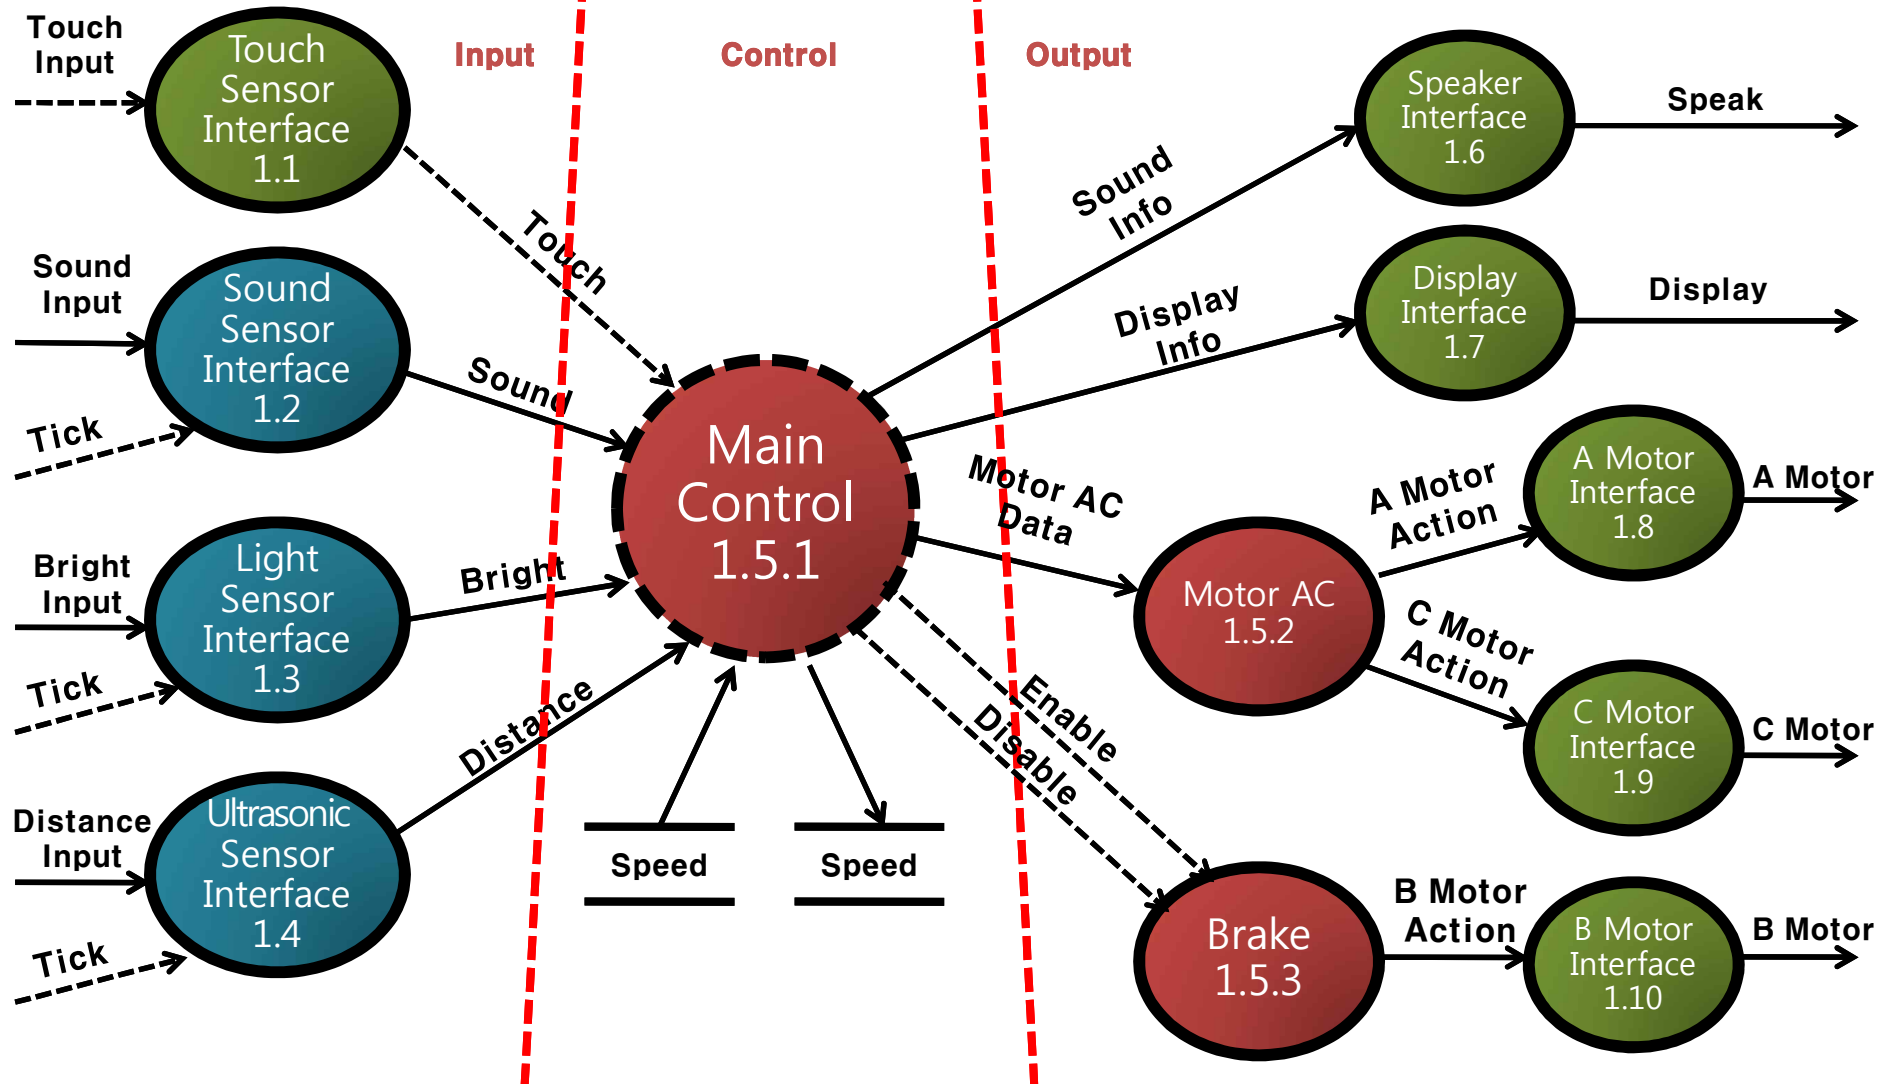 Touch
Input
Touch
Sensor
Interface
1.1
Input
Control
Output
Speaker
Interface
1.6
Speak
Touch
Sound
Info
Sound
Input
Sound
Sensor
Interface
1.2
Tick
Sound
Display
Info
Display
Interface
1.7
Display
Main
Control
1.5.1
Motor AC
Data
A Motor
Action
A Motor
Interface
1.8
A Motor
Bright
Input
Light
Sensor
Interface
1.3
Tick
Bright
Motor AC
1.5.2
C Motor
Action
C Motor
Interface
1.9
C Motor
Distance
Enable
Disable
Distance
Input
Ultrasonic
Sensor
Interface
1.4
Tick
Speed
Speed
Brake
1.5.3
B Motor
Action
B Motor
Interface
1.10
B Motor